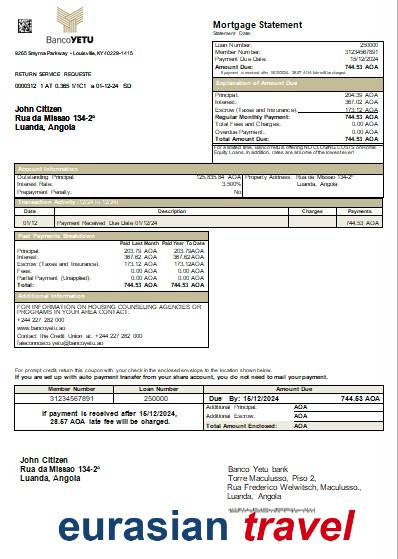 BancoYETU
9265 Smyrna Parkway • Louisville, KY40229-1415
RETURN SERVICE REQUESTE
0000312 1 AT 0.365 1/1C1 a 01-12-24 SD
John Citizen
Rua da Missao 134-2º
Luanda, Angola
Mortgage Statement
Statement Date:
Loan Number: 250000
Member Number: 31234567891
Payment Due Date: 15/12/2024
Amount Due: 744.53 AOA
If payment is received after 15/12/2024, 28.57 AOA late fee will be charged.
Explanation of Amount Due
Principal: 204.39 AOA
Interest: 367.02 AOA
Escrow (Taxes and Insurance): 173.12 AOA
Regular Monthly Payment: 744.53 AOA
Total Fees and Charges: 0.00 AOA
Overdue Payment: 0.00 AOA
Total Amount Due: 744.53 AOA
For a limited time, BancoYetu is offering NO CLOSING COSTS on Home
Equity Loans. In addition, rates are some of the lowest ever!
Account Information
Outstanding Principal: 125,835.84 AOA Property Address: Rua da Missao 134-2º
Interest Rate: 3.500% Luanda, Angola
Prepayment Penalty: No
Transaction Activity (12/24 to 12/24)
Date Description Charges Payments
01/12 Payment Received Due Date 01/12/24 744.53 AOA
Past Payments Breakdown
Paid Last Month Paid Year To Date
Principal: 203.79 AOA 203.79AOA
Interest: 367.62 AOA 367.62 AOA
Escrow (Taxes and Insurance): 173.12 AOA 173.12AOA
Fees: 0.00 AOA 0.00 AOA
Partial Payment (Unapplied): 0.00 AOA 0.00 AOA
Total: 744.53 AOA 744.53 AOA
Additional Information
FOR INFORMATION ON HOUSING COUNSELING AGENCIES OR
PROGRAMS IN YOUR AREA CONTACT:
+244 227 282 000
www.bancoyetu.ao
Contact the Credit Union at: +244 227 282 000
faleconnosco.yetu@bancoyetu
For prompt credit, return this coupon with your check in the enclosed envelope to the location shown below.
If you are set up with auto payment transfer from your share account, you do not need to mail your payment.
Member Number Loan Number Amount Due
31234567891 250000 Due By: 15/12/2024 744.53 AOA
If payment is received after 15/12/2024,
28.57 AOA late fee will be charged.
Additional Principal: AOA
Additional Escrow: AOA
Total Amount Enclosed: AOA
John Citizen
Rua da Missao 134-2º
Luanda, Angola
Banco Yetu bank
Torre Maculusso, Piso 2,
Rua Frederico Welwitsch, Maculusso.,
Luanda, Angola
eurasian travel